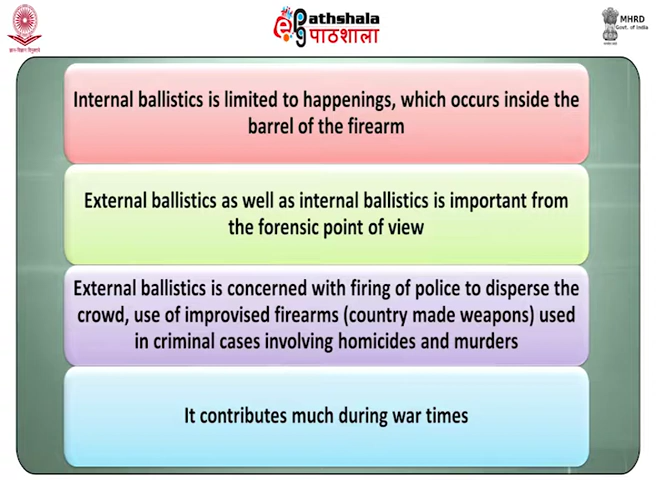 ePathshala
पाठशाला
MHRD
Govt. of India
Internal ballistics is limited to happenings, which occurs inside the
barrel of the firearm
External ballistics as well as internal ballistics is important from
the forensic point of view
External ballistics is concerned with firing of police to disperse the
crowd, use of improvised firearms (country made weapons) used
in criminal cases involving homicides and murders
It contributes much during war times